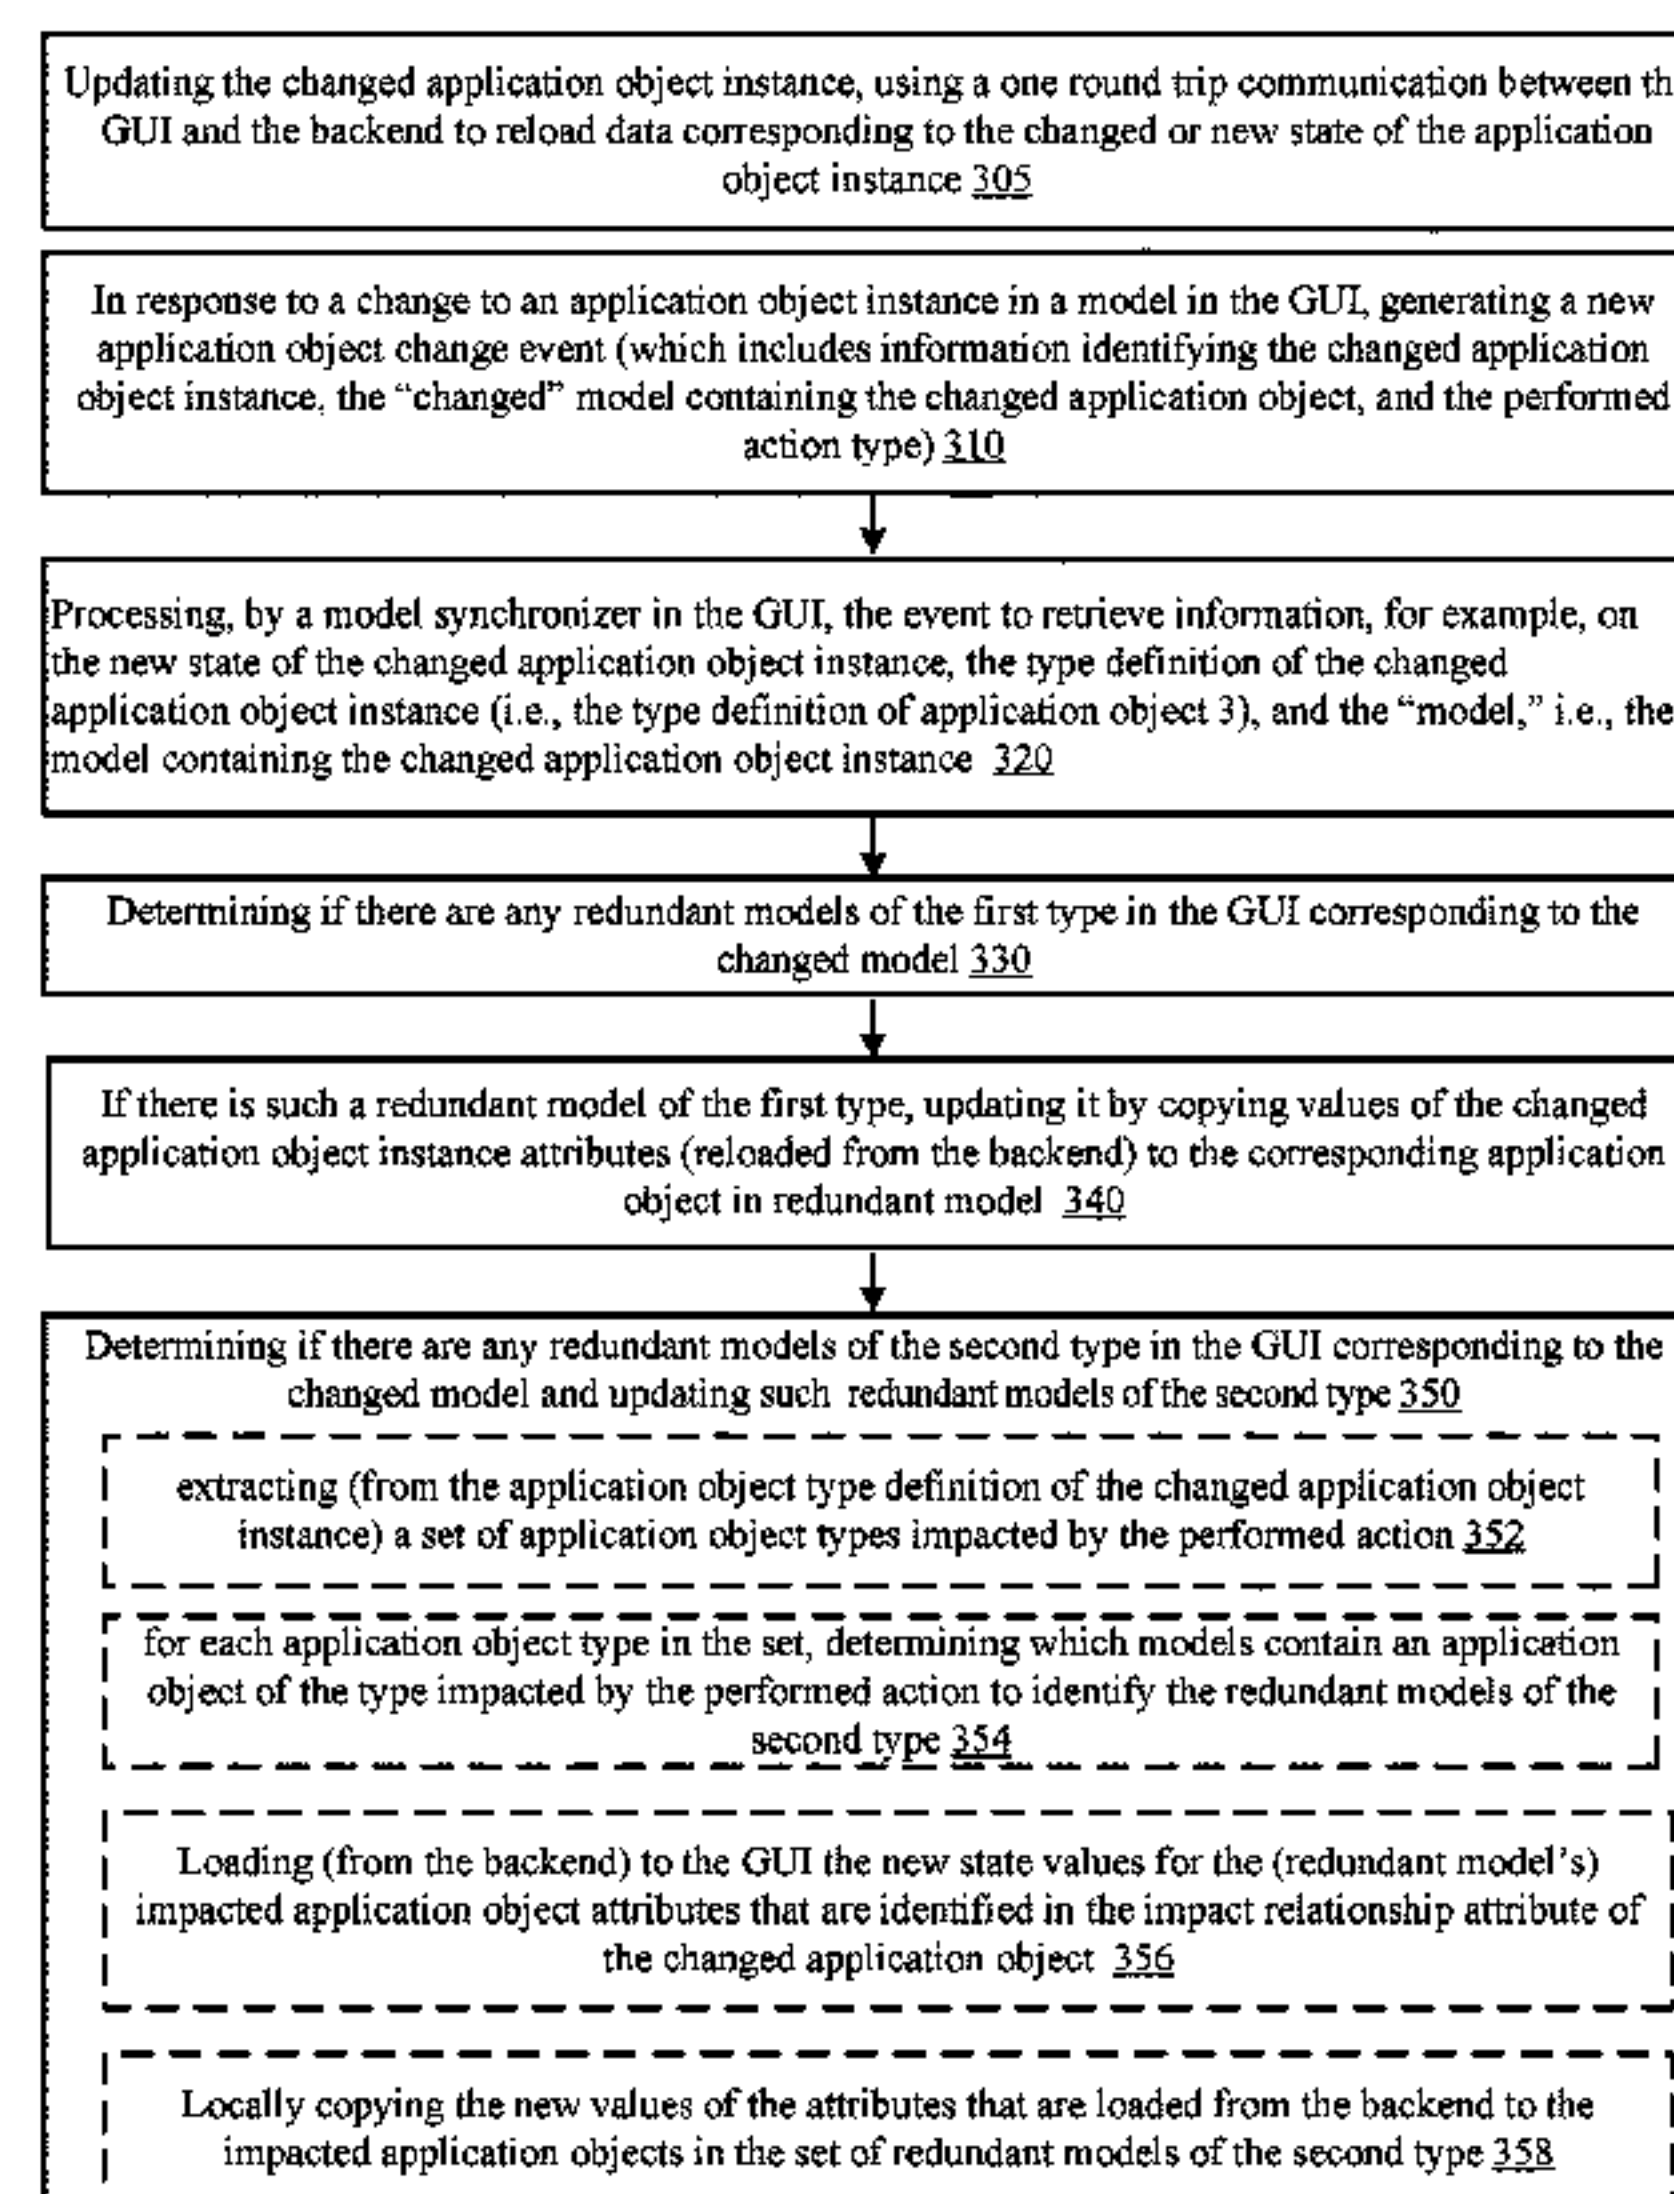 Updating the changed application object instance, using a one round trip communication between th
GUI and the backend to reload data corresponding to the changed or new state of the application
object instance 305
In response to a change to an application object instance in a model in the GUI, generating a new
application object change event (which includes information identifying the changed application
object instance, the “changed” model containing the changed application object, and the performed
action type) 310
Processing, by a model synchronizer in the GUI, the event to retrieve information, for example, on
the new state of the changed application object instance, the type definition of the changed
application object instance (i.e., the type definition of application object 3), and the “model,” i.e., the
model containing the changed application object instance 320
Determining if there are any redundant models of the first type in the GUI corresponding to the
changed model 330
If there is such a redundant model of the first type, updating it by copying values of the changed
application object instance attributes (reloaded from the backend) to the corresponding application
object in redundant model 340
Determining if there are any redundant models of the second type in the GUI corresponding to the
changed model and updating such redundant models of the second type 350
extracting (from the application object type definition of the changed application object
instance) a set of application object types impacted by the performed action 352
for each application object type in the set, determining which models contain an application
object of the type impacted by the performed action to identify the redundant models of the
second type 354
Loading (from the backend) to the GUI the new state values for the (redundant model’s)
impacted application object attributes that are identified in the impact relationship attribute of
the changed application object 356
Locally copying the new values of the attributes that are loaded from the backend to the
impacted application objects in the set of redundant models of the second type 358